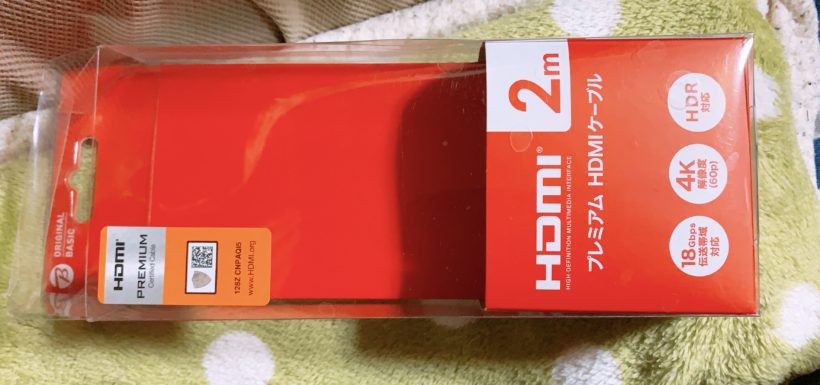 2m
HDMI®
HIGH-DEFINITION MULTIMEDIA INTERFACE
プレミアム HDMIケーブル
HDR
対応
4K
解像度
(60p)
18Gbps
伝送帯域
対応
B ORIGINAL
BASIC
HDMI
PREMIUM
Certified Cable
128Z CNPAQI5
www.HDMI.org